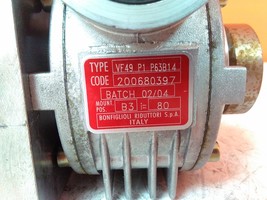 TYPE VF49 P1 P63B14
CODE 200680397
BATCH 02/04
MOUNT POS. B3 i= 80
BONFIGLIOLI RIDUTTORI S.p.A.
ITALY